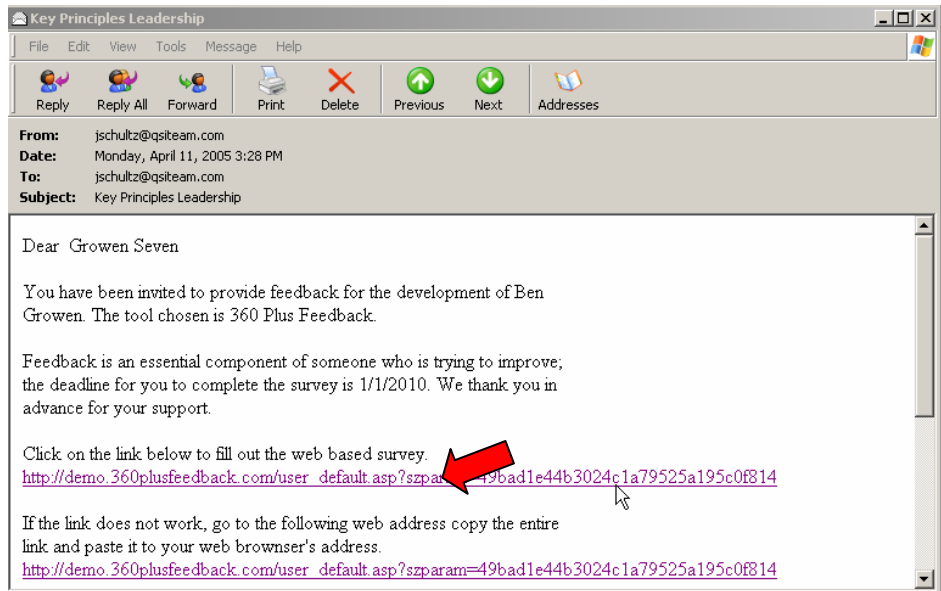 Key Principles Leadership
File Edit View Tools Message Help
Reply Reply All Forward Print Delete Previous Next Addresses
From: jschultz@qsiteam.com
Date: Monday, April 11, 2005 3:28 PM
To: jschultz@qsiteam.com
Subject: Key Principles Leadership
Dear Growen Seven
You have been invited to provide feedback for the development of Ben
Growen. The tool chosen is 360 Plus Feedback.
Feedback is an essential component of someone who is trying to improve;
the deadline for you to complete the survey is 1/1/2010. We thank you in
advance for your support.
Click on the link below to fill out the web based survey.
http://demo.360plusfeedback.com/user_default.asp?szparam=49bad1e44b3024c1a79525a195c0f814
If the link does not work, go to the following web address copy the entire
link and paste it to your web brownser's address.
http://demo.360plusfeedback.com/user_default.asp?szparam=49bad1e44b3024c1a79525a195c0f814